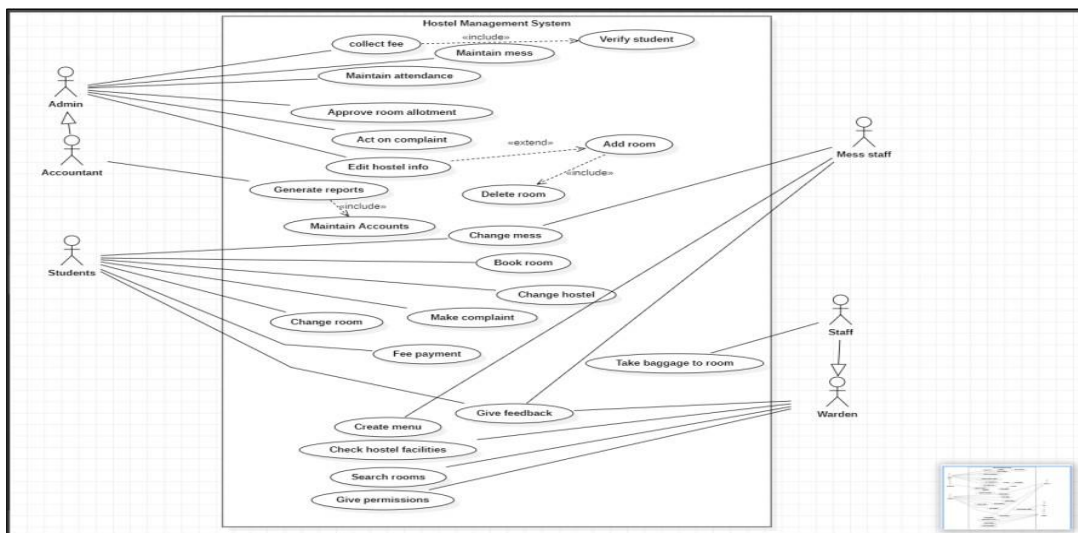 Hostel Management System
collect fee
«include»
Verify student
Maintain mess
Maintain attendance
Admin
Approve room allotment
Act on complaint
«extend»
Add room
Mess staff
Accountant
Edit hostel info
«include»
Generate reports
Delete room
«include»
Maintain Accounts
Change mess
Students
Book room
Change hostel
Change room
Make complaint
Staff
Fee payment
Take baggage to room
Give feedback
Warden
Create menu
Check hostel facilities
Search rooms
Give permissions